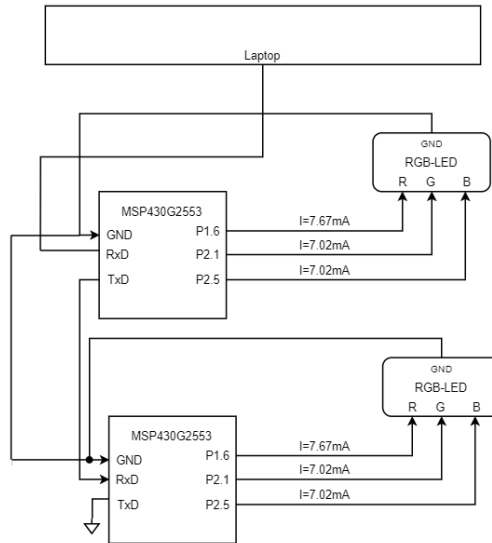 Laptop
GND
RGB-LED
R G B
MSP430G2553
GND P1.6 I=7.67mA
RxD P2.1 I=7.02mA
TxD P2.5 I=7.02mA
GND
RGB-LED
R G B
MSP430G2553
GND P1.6 I=7.67mA
RxD P2.1 I=7.02mA
TxD P2.5 I=7.02mA